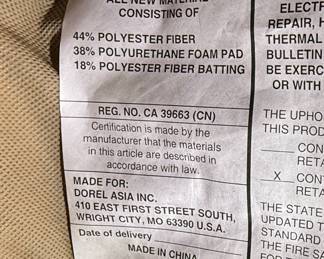 ALL NEW MATERIAL
CONSISTING OF
44% POLYESTER FIBER
38% POLYURETHANE FOAM PAD
18% POLYESTER FIBER BATTING
REG. NO. CA 39663 (CN)
Certification is made by the
manufacturer that the materials
in this article are described in
accordance with law.
MADE FOR:
DOREL ASIA INC.
410 EAST FIRST STREET SOUTH,
WRIGHT CITY, MO 63390 U.S.A.
Date of delivery
MADE IN CHINA
ELECTR
REPAIR, H
THERMAL
BULLETIN
BE EXERC
OR WITH
THE UPHO
THIS PROD
CON
RETA
X CONT
RETA
THE STATE
UPDATED T
STANDARD
THE FIRE SA